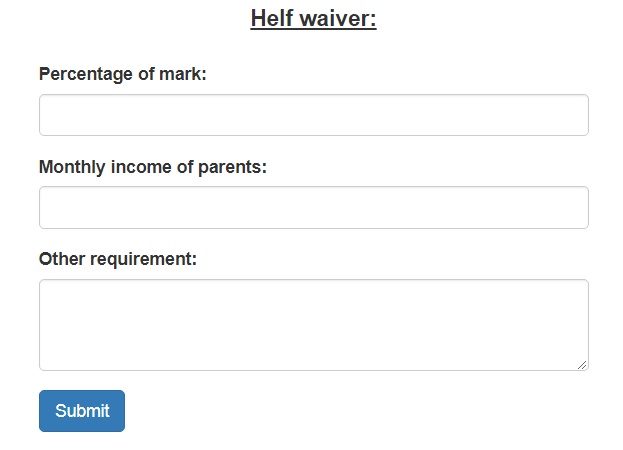 Helf waiver:
Percentage of mark:
Monthly income of parents:
Other requirement:
Submit